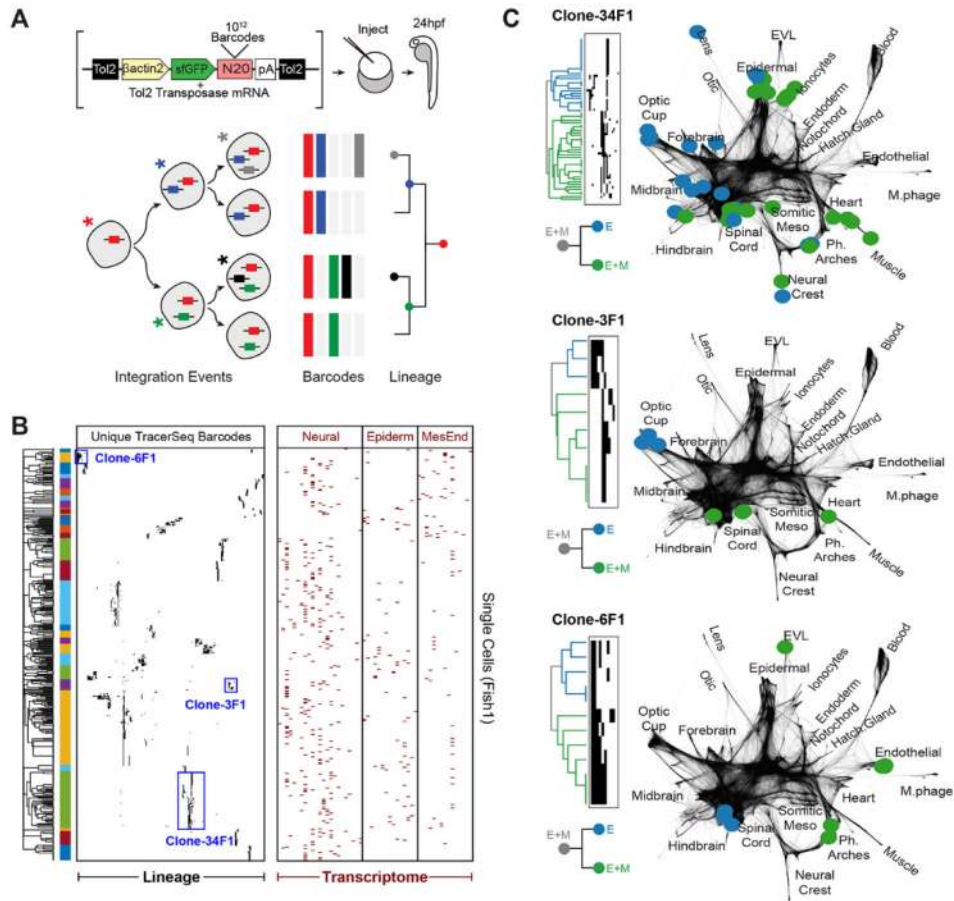 A
10¹²
Barcodes
Tol2
βactin2
sfGFP
N20
pA
Tol2
+
Tol2 Transposase mRNA
Inject
24hpf
*
*
*
*
*
Integration Events
Barcodes
Lineage
B
Unique TracerSeq Barcodes
Neural
Epiderm
MesEnd
Clone-6F1
Clone-3F1
Clone-34F1
Single Cells (Fish1)
Lineage
Transcriptome
C
Clone-34F1
E+M
E
E+M
Lens
Otic
EVL
Epidermal
Ionocytes
Endoderm
Notochord
Hatch.Gland
Blood
Optic
Cup
Forebrain
Endothelial
M.phage
Midbrain
Hindbrain
Spinal
Cord
Somitic
Meso
Heart
Ph.
Arches
Muscle
Neural
Crest
Clone-3F1
E+M
E
E+M
Lens
Otic
EVL
Epidermal
Ionocytes
Endoderm
Notochord
Hatch.Gland
Blood
Optic
Cup
Forebrain
Endothelial
M.phage
Midbrain
Hindbrain
Spinal
Cord
Somitic
Meso
Heart
Ph.
Arches
Muscle
Neural
Crest
Clone-6F1
E+M
E
E+M
Lens
Otic
EVL
Epidermal
Ionocytes
Endoderm
Notochord
Hatch.Gland
Blood
Optic
Cup
Forebrain
Endothelial
M.phage
Midbrain
Hindbrain
Spinal
Cord
Somitic
Meso
Heart
Ph.
Arches
Muscle
Neural
Crest